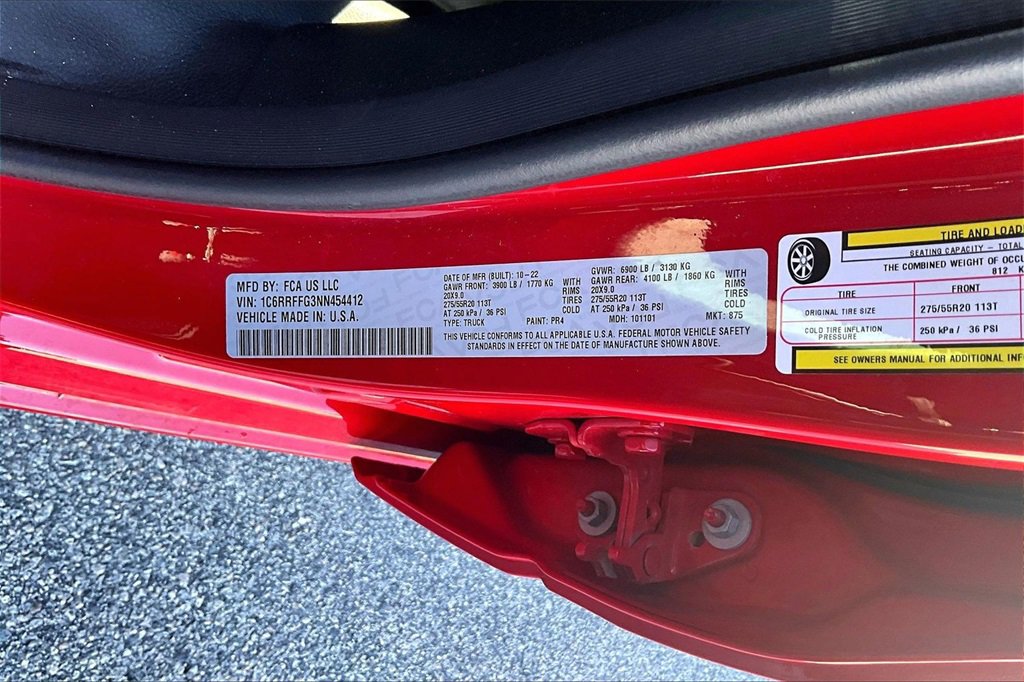 MFD BY: FCA US LLC
VIN: 1C6RRFFG3NN454412
VEHICLE MADE IN: U.S.A.
DATE OF MFR (BUILT): 10-22
GAWR FRONT: 3900 LB / 1770 KG
20X9.0
275/55R20 113T
AT 250 kPa / 36 PSI
TYPE: TRUCK
PAINT: PR4
WITH
RIMS
TIRES
COLD
GVWR: 6900 LB / 3130 KG
GAWR REAR: 4100 LB / 1860 KG
20X9.0
275/55R20 113T
AT 250 kPa / 36 PSI
MDH: 101101
WITH
RIMS
TIRES
COLD
MKT: 875
THIS VEHICLE CONFORMS TO ALL APPLICABLE U.S.A. FEDERAL MOTOR VEHICLE SAFETY
STANDARDS IN EFFECT ON THE DATE OF MANUFACTURE SHOWN ABOVE.
TIRE AND LOAD
SEATING CAPACITY - TOTAL
THE COMBINED WEIGHT OF OCCU
812 K
TIRE FRONT
ORIGINAL TIRE SIZE 275/55R20 113T
COLD TIRE INFLATION
PRESSURE
250 kPa / 36 PSI
SEE OWNERS MANUAL FOR ADDITIONAL INF